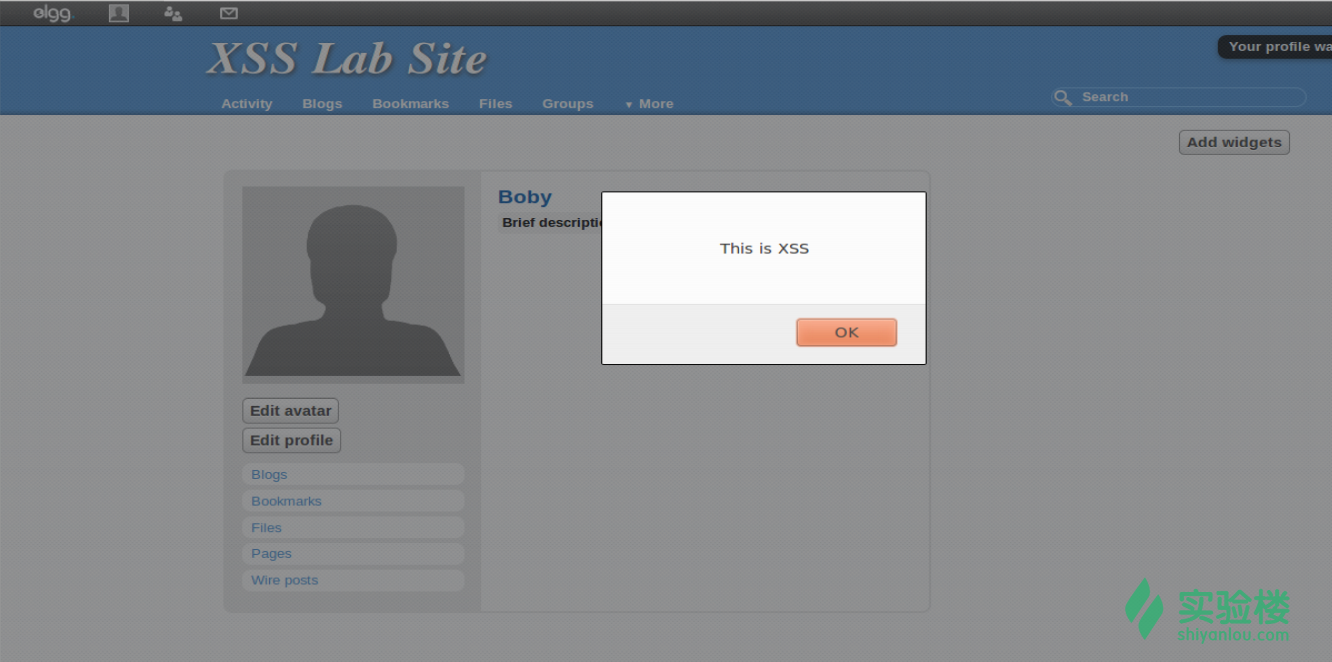 elgg.
XSS Lab Site
Your profile wa
Activity Blogs Bookmarks Files Groups ▼ More
Search
Add widgets
Boby
Brief descriptio
This is XSS
OK
Edit avatar
Edit profile
Blogs
Bookmarks
Files
Pages
Wire posts
实验楼
shiyanlou.com